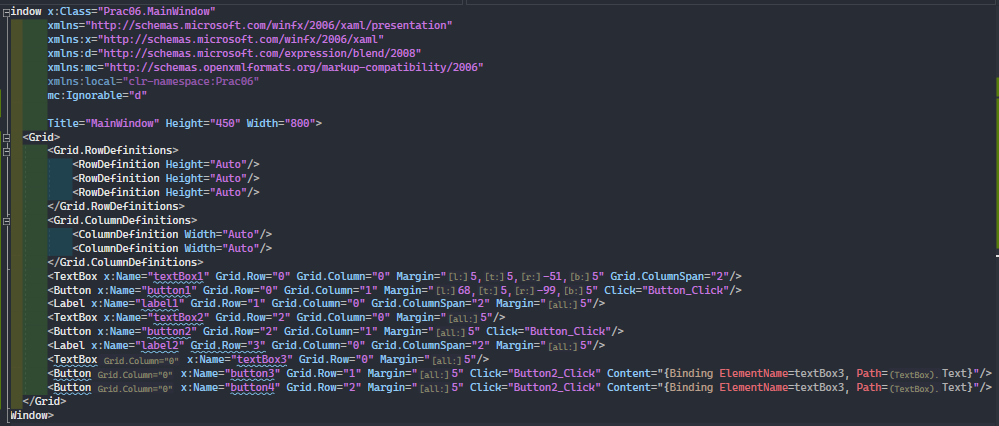 indow x:Class="Prac06.MainWindow"
xmlns="http://schemas.microsoft.com/winfx/2006/xaml/presentation"
xmlns:x="http://schemas.microsoft.com/winfx/2006/xaml"
xmlns:d="http://schemas.microsoft.com/expression/blend/2008"
xmlns:mc="http://schemas.openxmlformats.org/markup-compatibility/2006"
xmlns:local="clr-namespace:Prac06"
mc:Ignorable="d"
Title="MainWindow" Height="450" Width="800">
<Grid>
<Grid.RowDefinitions>
<RowDefinition Height="Auto"/>
<RowDefinition Height="Auto"/>
<RowDefinition Height="Auto"/>
</Grid.RowDefinitions>
<Grid.ColumnDefinitions>
<ColumnDefinition Width="Auto"/>
<ColumnDefinition Width="Auto"/>
</Grid.ColumnDefinitions>
<TextBox x:Name="textBox1" Grid.Row="0" Grid.Column="0" Margin="[l:]5,[t:]5,[r:]-51,[b:]5" Grid.ColumnSpan="2"/>
<Button x:Name="button1" Grid.Row="0" Grid.Column="1" Margin="[l:]68,[t:]5,[r:]-99,[b:]5" Click="Button_Click"/>
<Label x:Name="label1" Grid.Row="1" Grid.Column="0" Grid.ColumnSpan="2" Margin="[all:]5"/>
<TextBox x:Name="textBox2" Grid.Row="2" Grid.Column="0" Margin="[all:]5"/>
<Button x:Name="button2" Grid.Row="2" Grid.Column="1" Margin="[all:]5" Click="Button_Click"/>
<Label x:Name="label2" Grid.Row="3" Grid.Column="0" Grid.ColumnSpan="2" Margin="[all:]5"/>
<TextBox Grid.Column="0" x:Name="textBox3" Grid.Row="0" Margin="[all:]5"/>
<Button Grid.Column="0" x:Name="button3" Grid.Row="1" Margin="[all:]5" Click="Button2_Click" Content="{Binding ElementName=textBox3, Path=(TextBox).Text}"/>
<Button Grid.Column="0" x:Name="button4" Grid.Row="2" Margin="[all:]5" Click="Button2_Click" Content="{Binding ElementName=textBox3, Path=(TextBox).Text}"/>
</Grid>
Window>